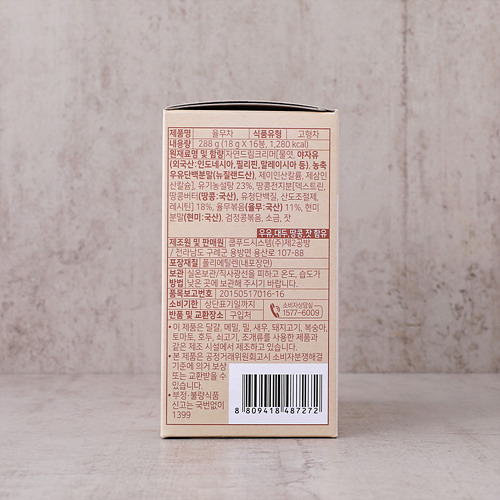 제품명 율무차 식품유형 고형차
내용량 288 g (18 g X 16봉, 1,280 kcal)
원재료명 및 함량 자연드림크리머[물엿, 야자유
(외국산:인도네시아, 필리핀, 말레이시아 등), 농축
우유단백분말(뉴질랜드산), 제이인산칼륨, 제삼인
산칼슘], 유기농설탕 23%, 땅콩전지분[덱스트린,
땅콩버터(땅콩:국산), 유청단백질, 산도조절제,
레시틴] 18%, 율무볶음(율무:국산) 11%, 현미
분말(현미:국산), 검정콩볶음, 소금, 잣
우유, 대두, 땅콩, 잣 함유
제조원 및 판매원 쿱푸드시스템(주)제2공방
/ 전라남도 구례군 용방면 용산로 107-88
포장재질 폴리에틸렌(내포장면)
보관 실온보관/직사광선을 피하고 온도, 습도가
방법 낮은 곳에 보관해 주시기 바랍니다.
품목보고번호 2015517016-16
소비기한 상단표기일까지 소비자상담실
반품 및 교환장소 구입처 1577-6009
• 이 제품은 달걀, 메밀, 밀, 새우, 돼지고기, 복숭아,
토마토, 호두, 쇠고기, 조개류를 사용한 제품과
같은 제조 시설에서 제조하고 있습니다.
• 본 제품은 공정거래위원회고시 소비자분쟁해결
기준에 의거 보상
또는 교환받을 수
있습니다.
• 부정·불량식품
신고는 국번없이
1399
8 809418 487272